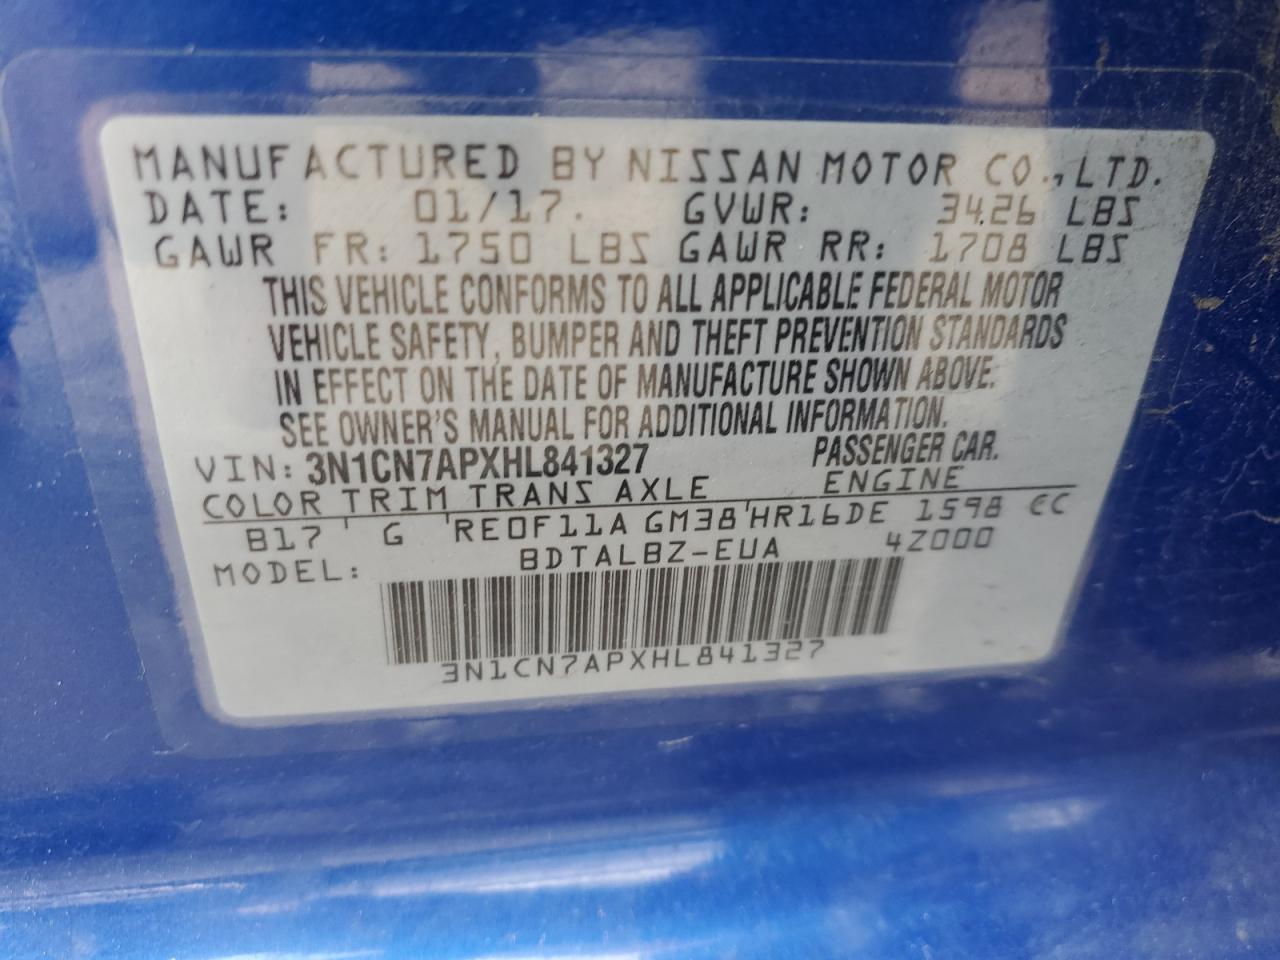 MANUFACTURED BY NISSAN MOTOR CO.,LTD.
DATE: 01/17. GVWR: 3426 LBS
GAWR FR: 1750 LBS GAWR RR: 1708 LBS
THIS VEHICLE CONFORMS TO ALL APPLICABLE FEDERAL MOTOR
VEHICLE SAFETY, BUMPER AND THEFT PREVENTION STANDARDS
IN EFFECT ON THE DATE OF MANUFACTURE SHOWN ABOVE.
SEE OWNER'S MANUAL FOR ADDITIONAL INFORMATION.
VIN: 3N1CN7APXHL841327 PASSENGER CAR.
COLOR TRIM TRANS AXLE ENGINE
B17 G RE0F11A GM38 HR16DE 1598 CC
MODEL: BDTALBZ-EUA 4Z000
3N1CN7APXHL841327